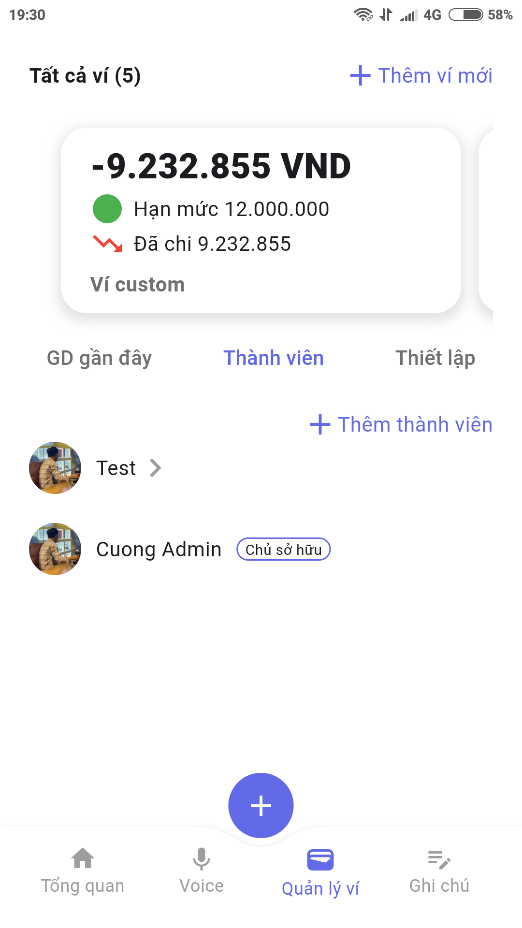 19:30 4G 58%
Tất cả ví (5) + Thêm ví mới
-9.232.855 VND
Hạn mức 12.000.000
Đã chi 9.232.855
Ví custom
GD gần đây Thành viên Thiết lập
+ Thêm thành viên
Test
Cuong Admin Chủ sở hữu
+
Tổng quan Voice Quản lý ví Ghi chú